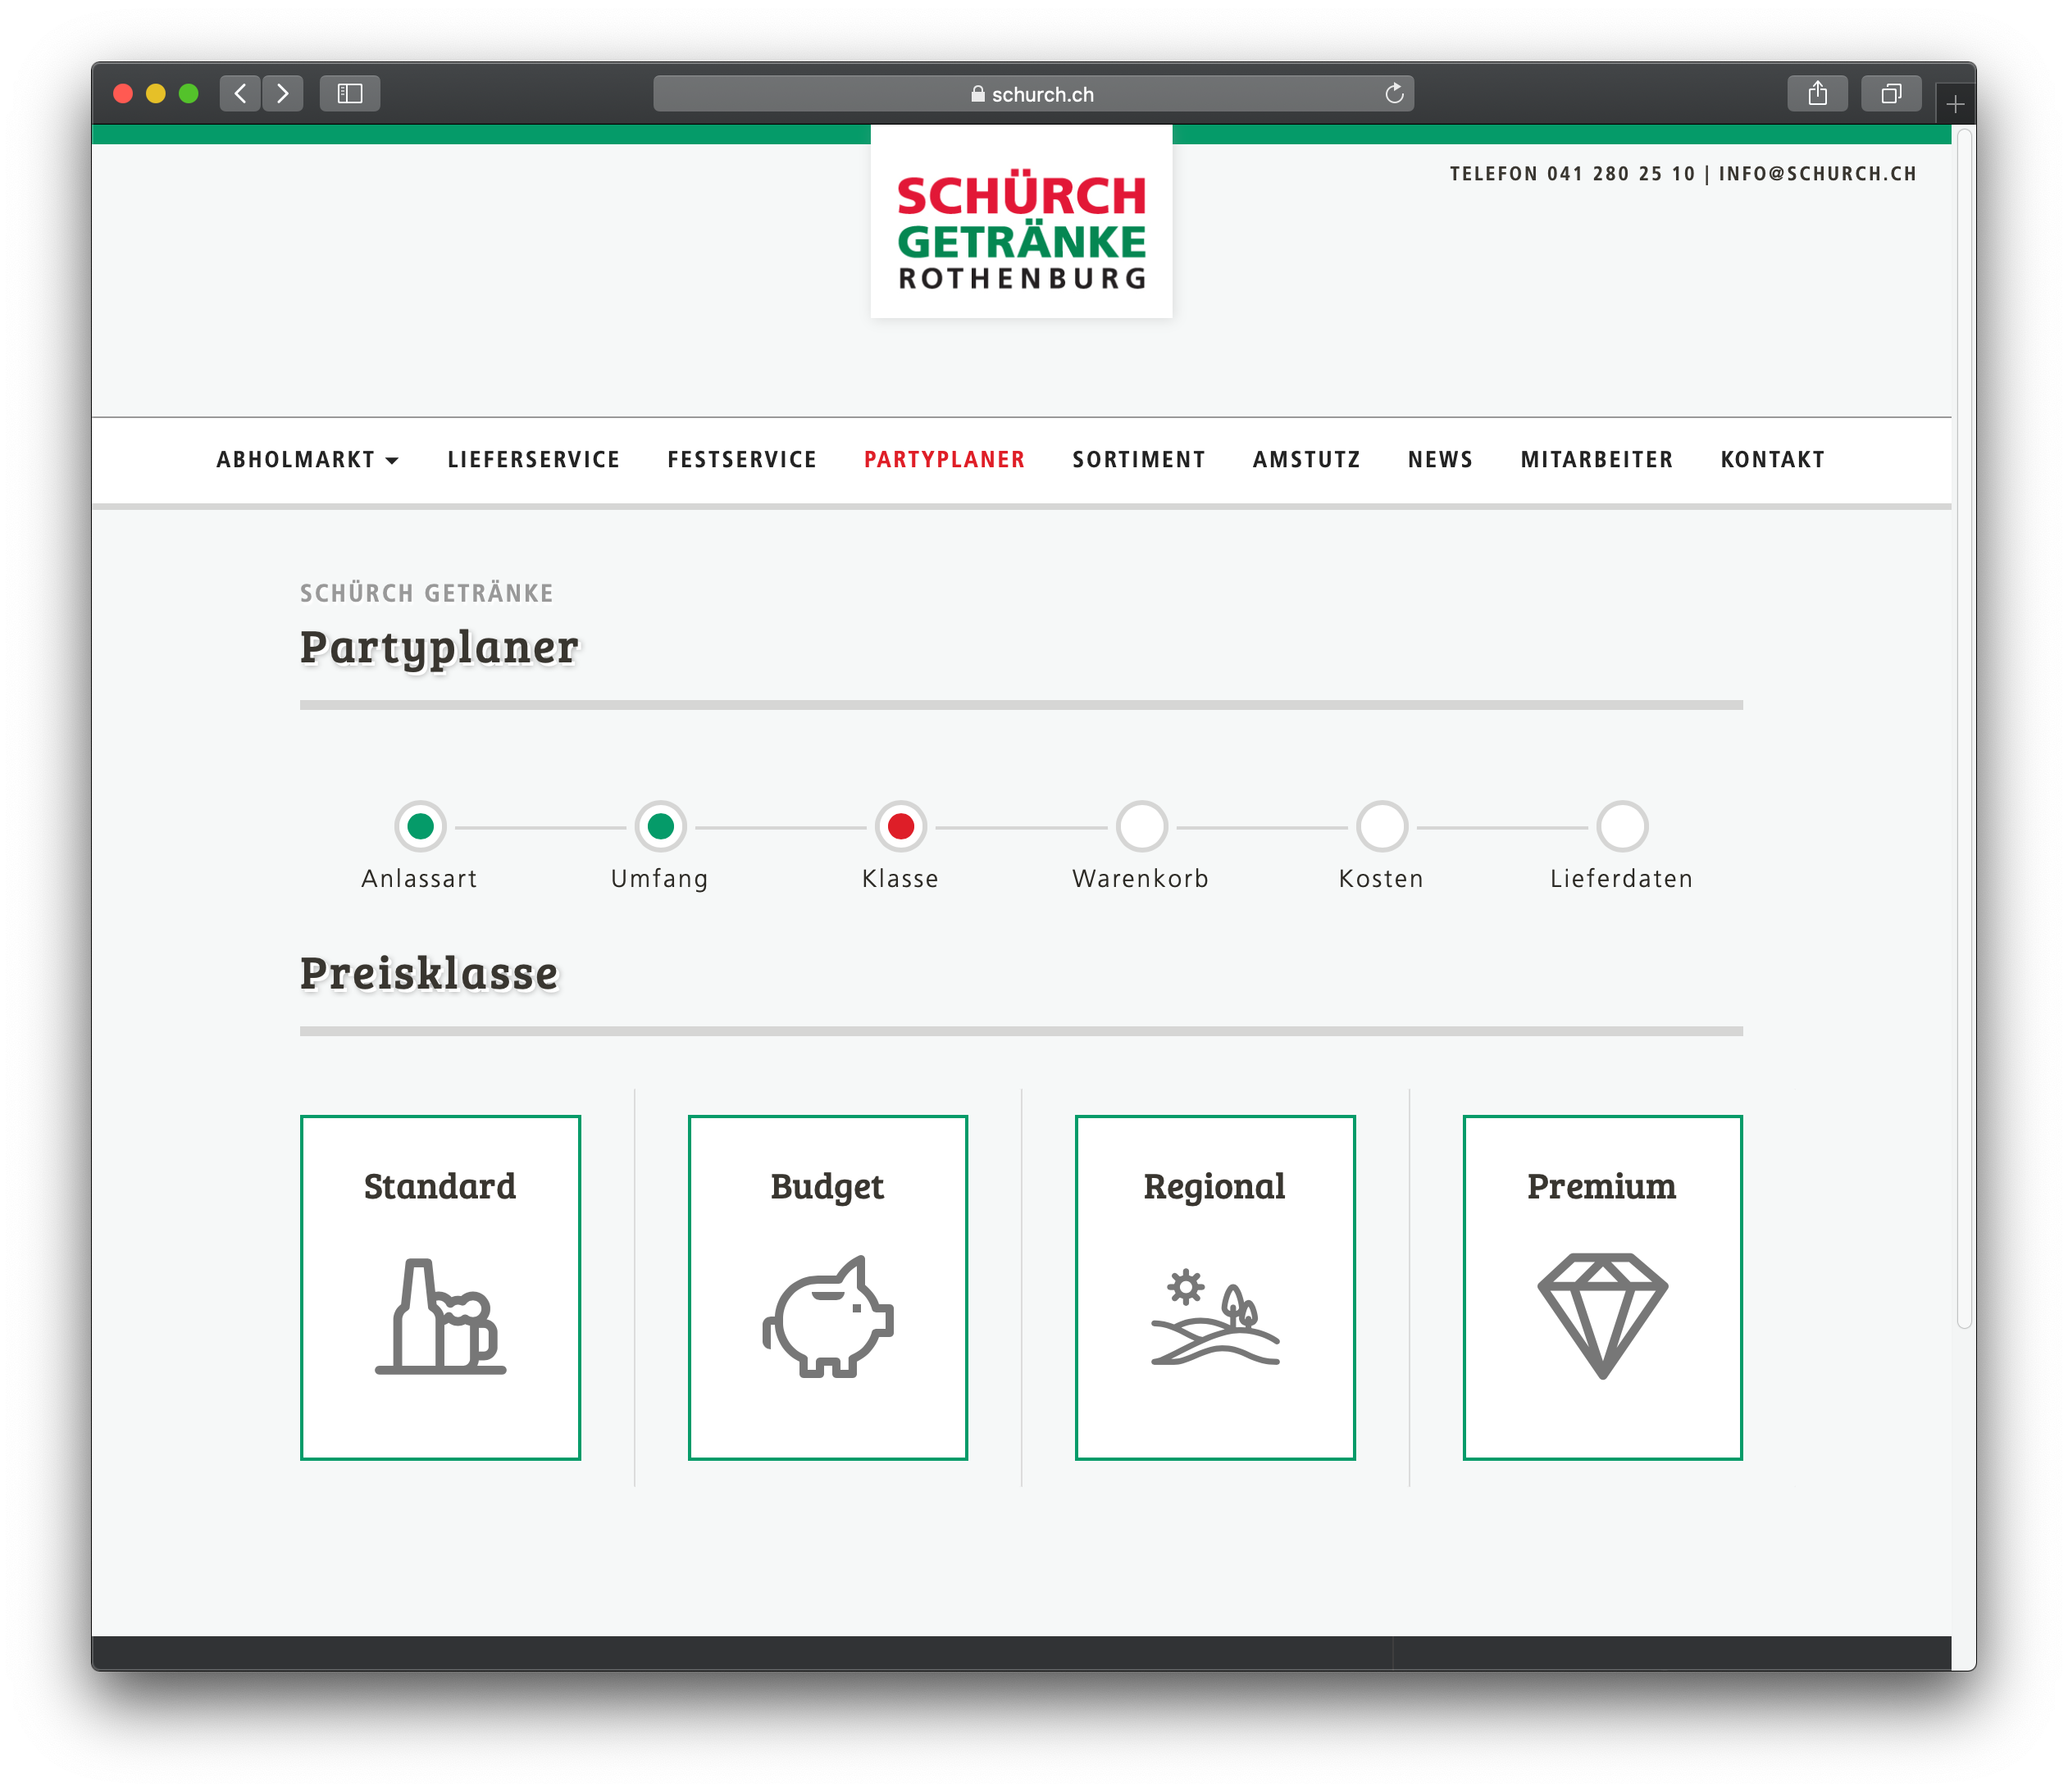 schurch.ch
TELEFON 041 280 25 10 | INFO@SCHURCH.CH
SCHÜRCH
GETRÄNKE
ROTHENBURG
ABHOLMARKT LIEFERSERVICE FESTSERVICE PARTYPLANER SORTIMENT AMSTUTZ NEWS MITARBEITER KONTAKT
SCHÜRCH GETRÄNKE
Partyplaner
Anlassart Umfang Klasse Warenkorb Kosten Lieferdaten
Preisklasse
Standard Budget Regional Premium